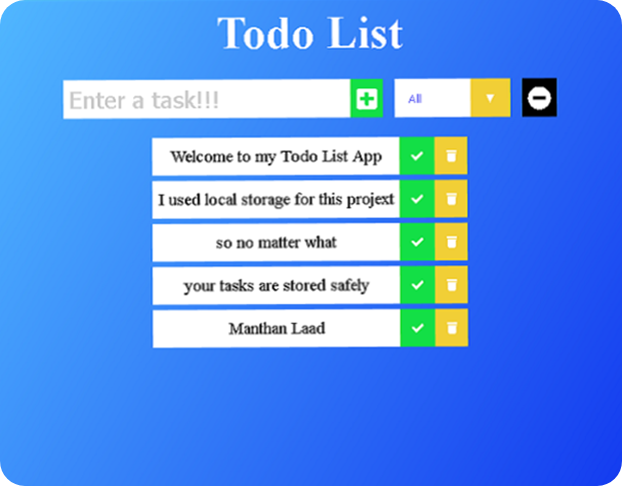 Todo List
Enter a task!!!
All
Welcome to my Todo List App
I used local storage for this projext
so no matter what
your tasks are stored safely
Manthan Laad